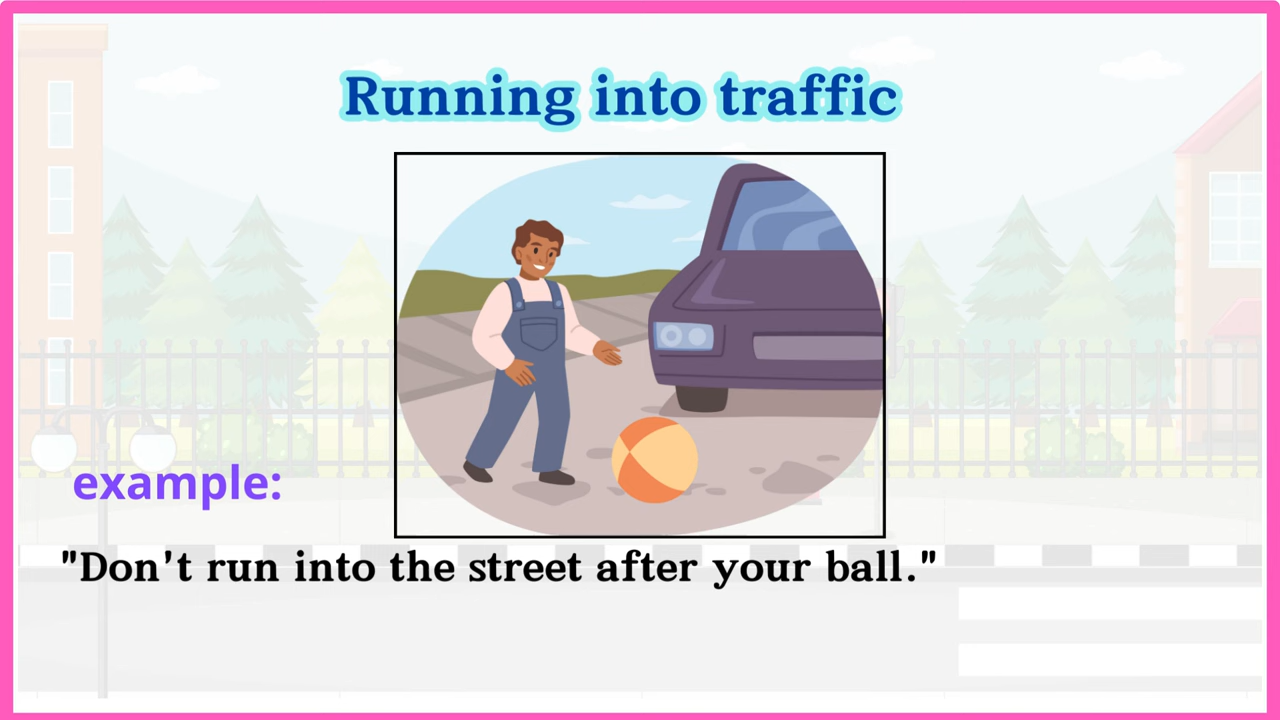 Running into traffic
example:
"Don't run into the street after your ball."